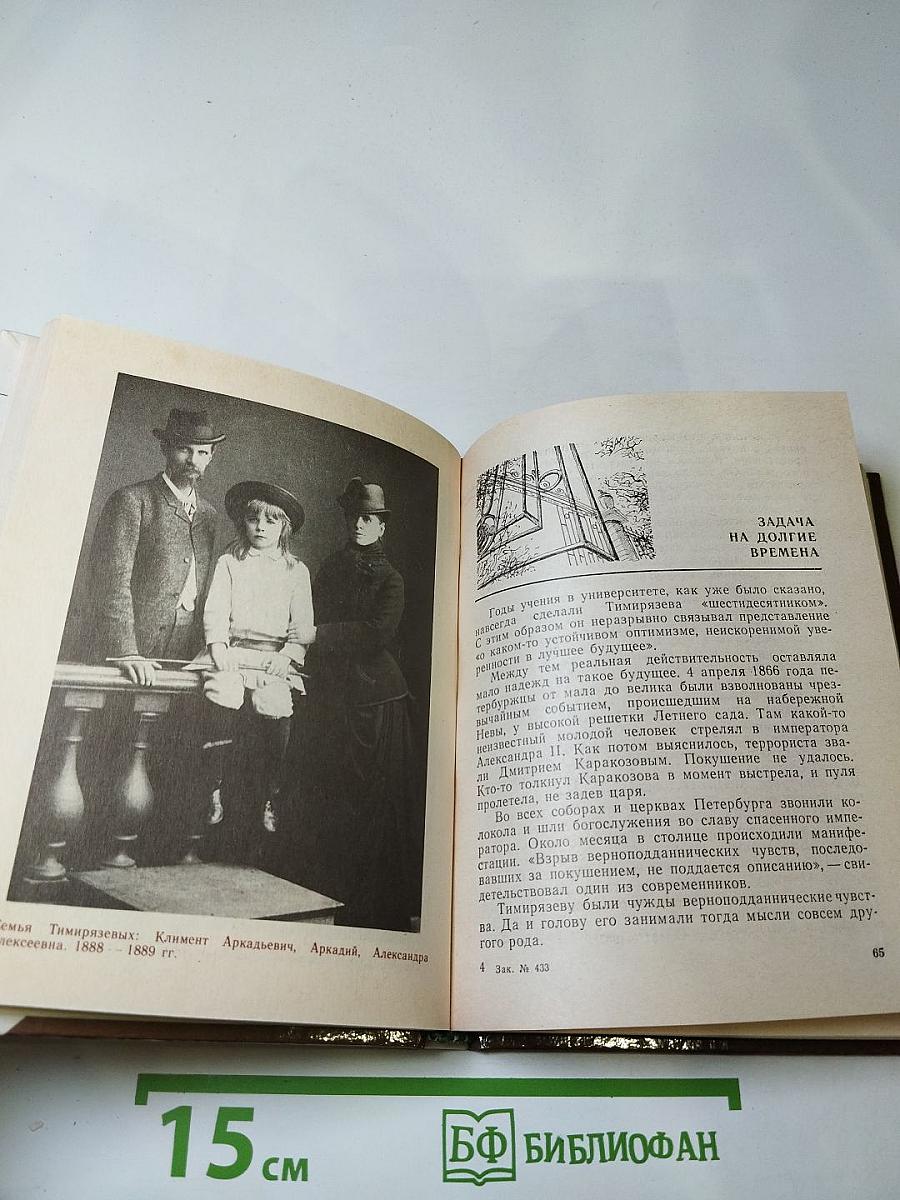 Семья Тимирязевых: Климент Аркадьевич, Аркадий, Александра
Алексеевна. 1888 — 1889 гг.
ЗАДАЧА
НА ДОЛГИЕ
ВРЕМЕНА
Годы учения в университете, как уже было сказано,
навсегда сделали Тимирязева «шестидесятником».
С этим образом он неразрывно связывал представление
«о каком-то устойчивом оптимизме, неискоренимой уве-
ренности в лучшее будущее».
Между тем реальная действительность оставляла
мало надежд на такое будущее. 4 апреля 1866 года пе-
тербуржцы от мала до велика были взволнованы чрез-
вычайным событием, происшедшим на набережной
Невы, у высокой решетки Летнего сада. Там какой-то
неизвестный молодой человек стрелял в императора
Александра II. Как потом выяснилось, террориста зва-
ли Дмитрием Каракозовым. Покушение не удалось.
Кто-то толкнул Каракозова в момент выстрела, и пуля
пролетела, не задев царя.
Во всех соборах и церквах Петербурга звонили ко-
локола и шли богослужения во славу спасенного импе-
ратора. Около месяца в столице происходили манифе-
стации. «Взрыв верноподданнических чувств, последо-
вавших за покушением, не поддается описанию», — сви-
детельствовал один из современников.
Тимирязеву были чужды верноподданнические чувст-
ва. Да и голову его занимали тогда мысли совсем дру-
гого рода.
4 Зак. № 433
65
15 см
БФ БИБЛИОФАН